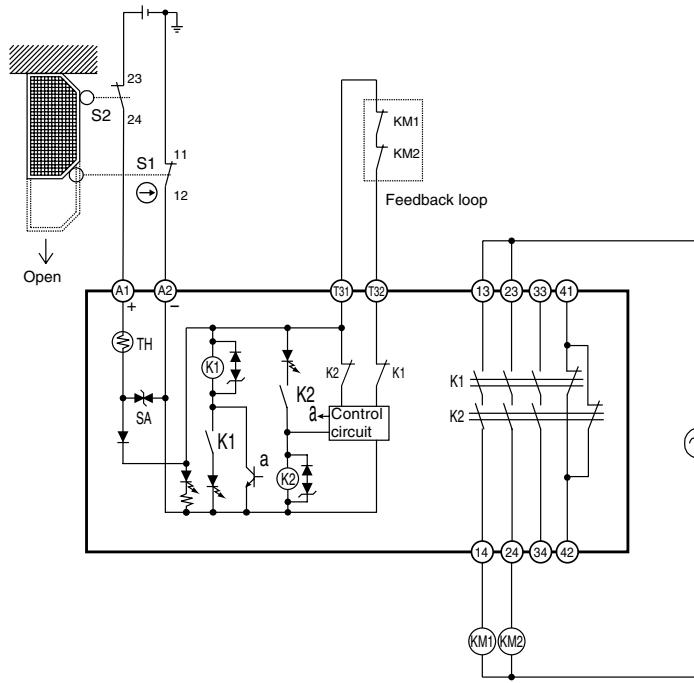 23
S2
24
11
S1
12
Open
KM1
KM2
Feedback loop
A1
A2
T31
T32
13
23
33
41
+
−
TH
SA
K1
K1
a
K2
K2
K2
K1
a
Control
circuit
K1
K2
14
24
34
42
KM1
KM2